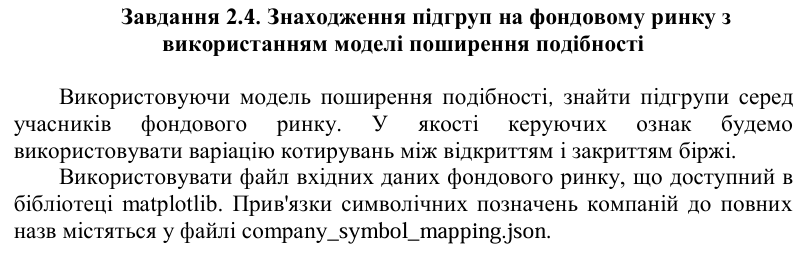 Завдання 2.4. Знаходження підгруп на фондовому ринку з
використанням моделі поширення подібності
Використовуючи модель поширення подібності, знайти підгрупи серед
учасників фондового ринку. У якості керуючих ознак будемо
використовувати варіацію котирувань між відкриттям і закриттям біржі.
Використовувати файл вхідних даних фондового ринку, що доступний в
бібліотеці matplotlib. Прив'язки символічних позначень компаній до повних
назв містяться у файлі company_symbol_mapping.json.